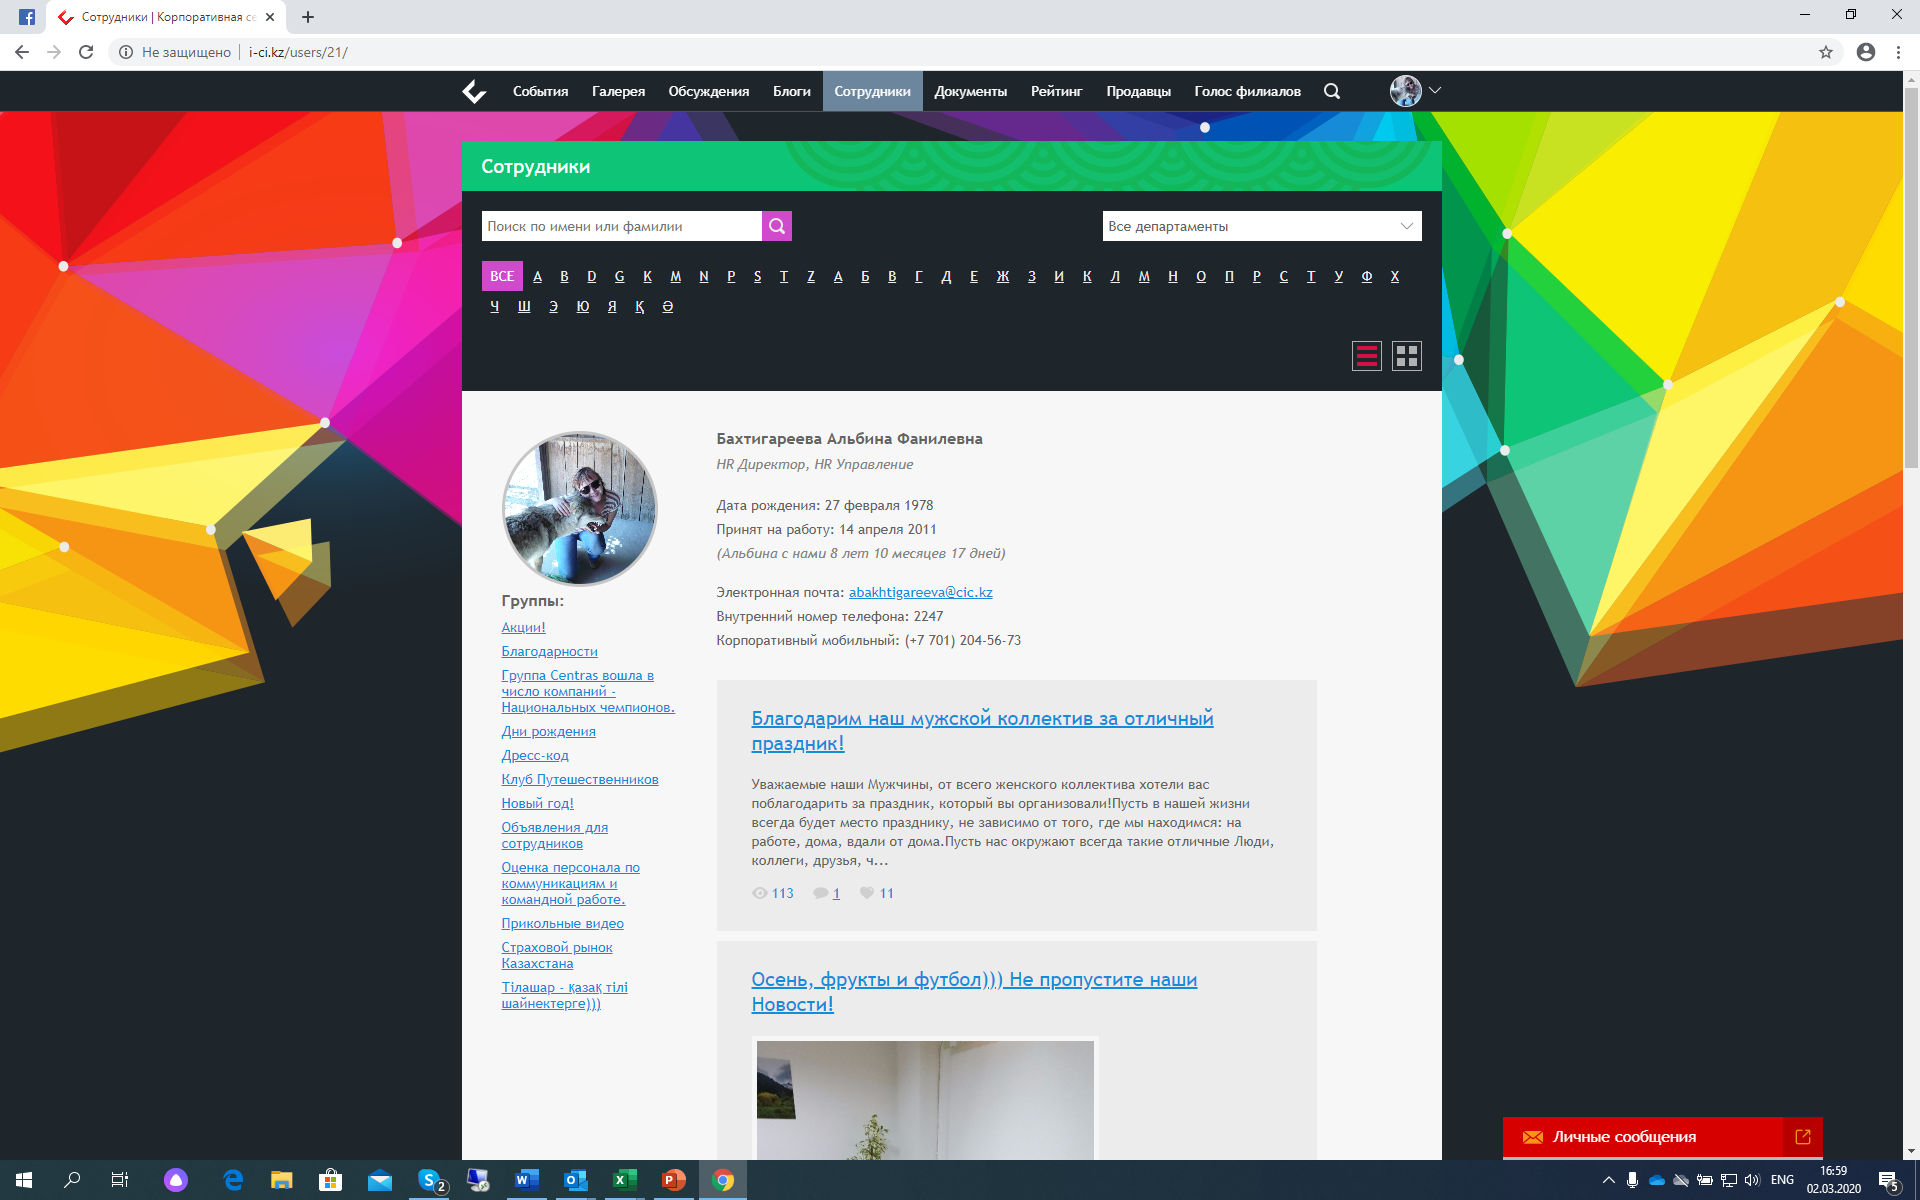 Сотрудники | Корпоративная се
Не защищено | i-ci.kz/users/21/
События Галерея Обсуждения Блоги Сотрудники Документы Рейтинг Продавцы Голос филиалов
Сотрудники
Поиск по имени или фамилии
Все департаменты
ВСЕ A B D G K M N P S T Z А Б В Г Д Е Ж З И К Л М Н О П Р С Т У Ф Х
Ч Ш Э Ю Я Қ Ә
Бахтигареева Альбина Фанилевна
HR Директор, HR Управление
Дата рождения: 27 февраля 1978
Принят на работу: 14 апреля 2011
(Альбина с нами 8 лет 10 месяцев 17 дней)
Электронная почта: abakhtigareeva@cic.kz
Внутренний номер телефона: 2247
Корпоративный мобильный: (+7 701) 204-56-73
Группы:
Акции!
Благодарности
Группа Centras вошла в
число компаний -
Национальных чемпионов.
Дни рождения
Дресс-код
Клуб Путешественников
Новый год!
Объявления для
сотрудников
Оценка персонала по
коммуникациям и
командной работе.
Прикольные видео
Страховой рынок
Казахстана
Тілашар - қазақ тілі
шайнектерге)))
Благодарим наш мужской коллектив за отличный
праздник!
Уважаемые наши Мужчины, от всего женского коллектива хотели вас
поблагодарить за праздник, который вы организовали!Пусть в нашей жизни
всегда будет место празднику, не зависимо от того, где мы находимся: на
работе, дома, вдали от дома.Пусть нас окружают всегда такие отличные Люди,
коллеги, друзья, ч...
113 1 11
Осень, фрукты и футбол))) Не пропустите наши
Новости!
Личные сообщения
2
ENG
16:59
02.03.2020
5